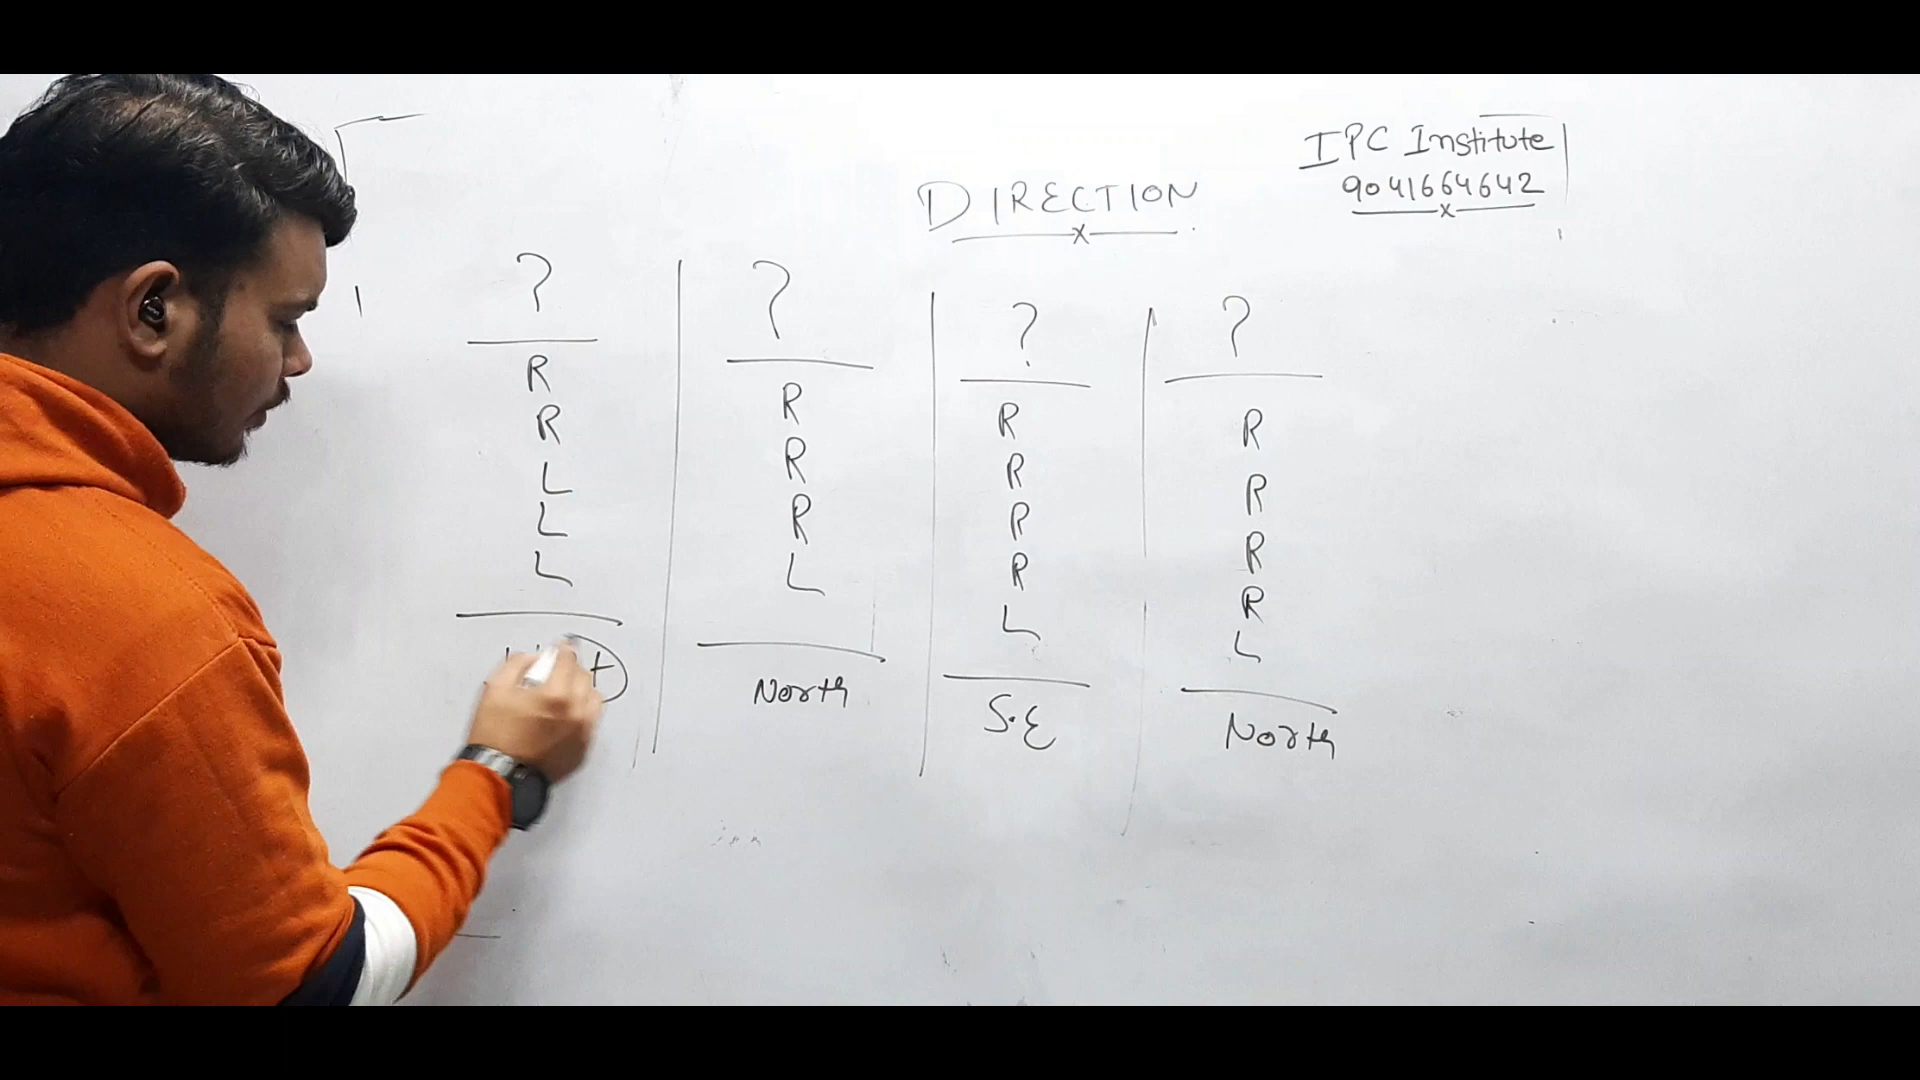 IPC Institute
9041664642
DIRECTION
?
R
R
L
L
L
?
R
R
R
L
North
?
R
R
R
R
L
S.E
?
R
R
R
R
L
North